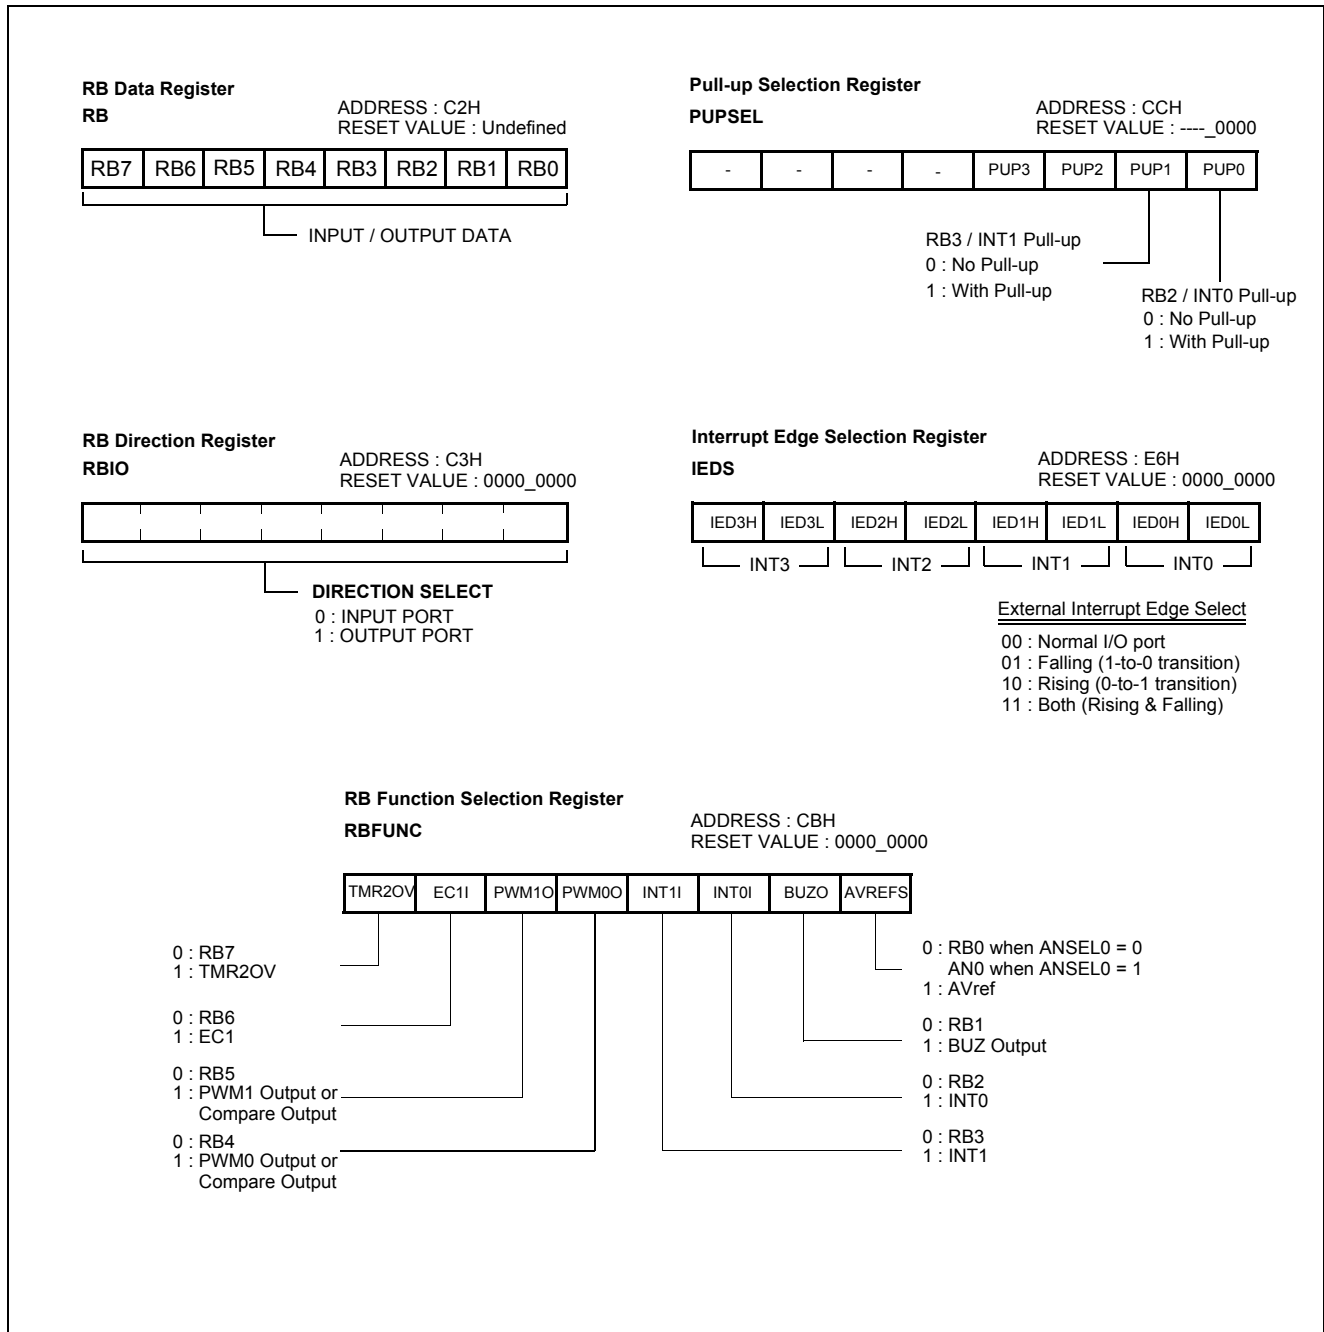 RB Data Register
RB
ADDRESS : C2H
RESET VALUE : Undefined
RB7 RB6 RB5 RB4 RB3 RB2 RB1 RB0
INPUT / OUTPUT DATA
Pull-up Selection Register
PUPSEL
ADDRESS : CCH
RESET VALUE : ----_0000
- - - - PUP3 PUP2 PUP1 PUP0
RB3 / INT1 Pull-up
0 : No Pull-up
1 : With Pull-up
RB2 / INT0 Pull-up
0 : No Pull-up
1 : With Pull-up
RB Direction Register
RBIO
ADDRESS : C3H
RESET VALUE : 0000_0000
DIRECTION SELECT
0 : INPUT PORT
1 : OUTPUT PORT
Interrupt Edge Selection Register
IEDS
ADDRESS : E6H
RESET VALUE : 0000_0000
IED3H IED3L IED2H IED2L IED1H IED1L IED0H IED0L
INT3 INT2 INT1 INT0
External Interrupt Edge Select
00 : Normal I/O port
01 : Falling (1-to-0 transition)
10 : Rising (0-to-1 transition)
11 : Both (Rising & Falling)
RB Function Selection Register
RBFUNC
ADDRESS : CBH
RESET VALUE : 0000_0000
TMR2OV EC1I PWM1O PWM0O INT1I INT0I BUZO AVREFS
0 : RB7
1 : TMR2OV
0 : RB6
1 : EC1
0 : RB5
1 : PWM1 Output or
Compare Output
0 : RB4
1 : PWM0 Output or
Compare Output
0 : RB0 when ANSEL0 = 0
AN0 when ANSEL0 = 1
1 : AVref
0 : RB1
1 : BUZ Output
0 : RB2
1 : INT0
0 : RB3
1 : INT1